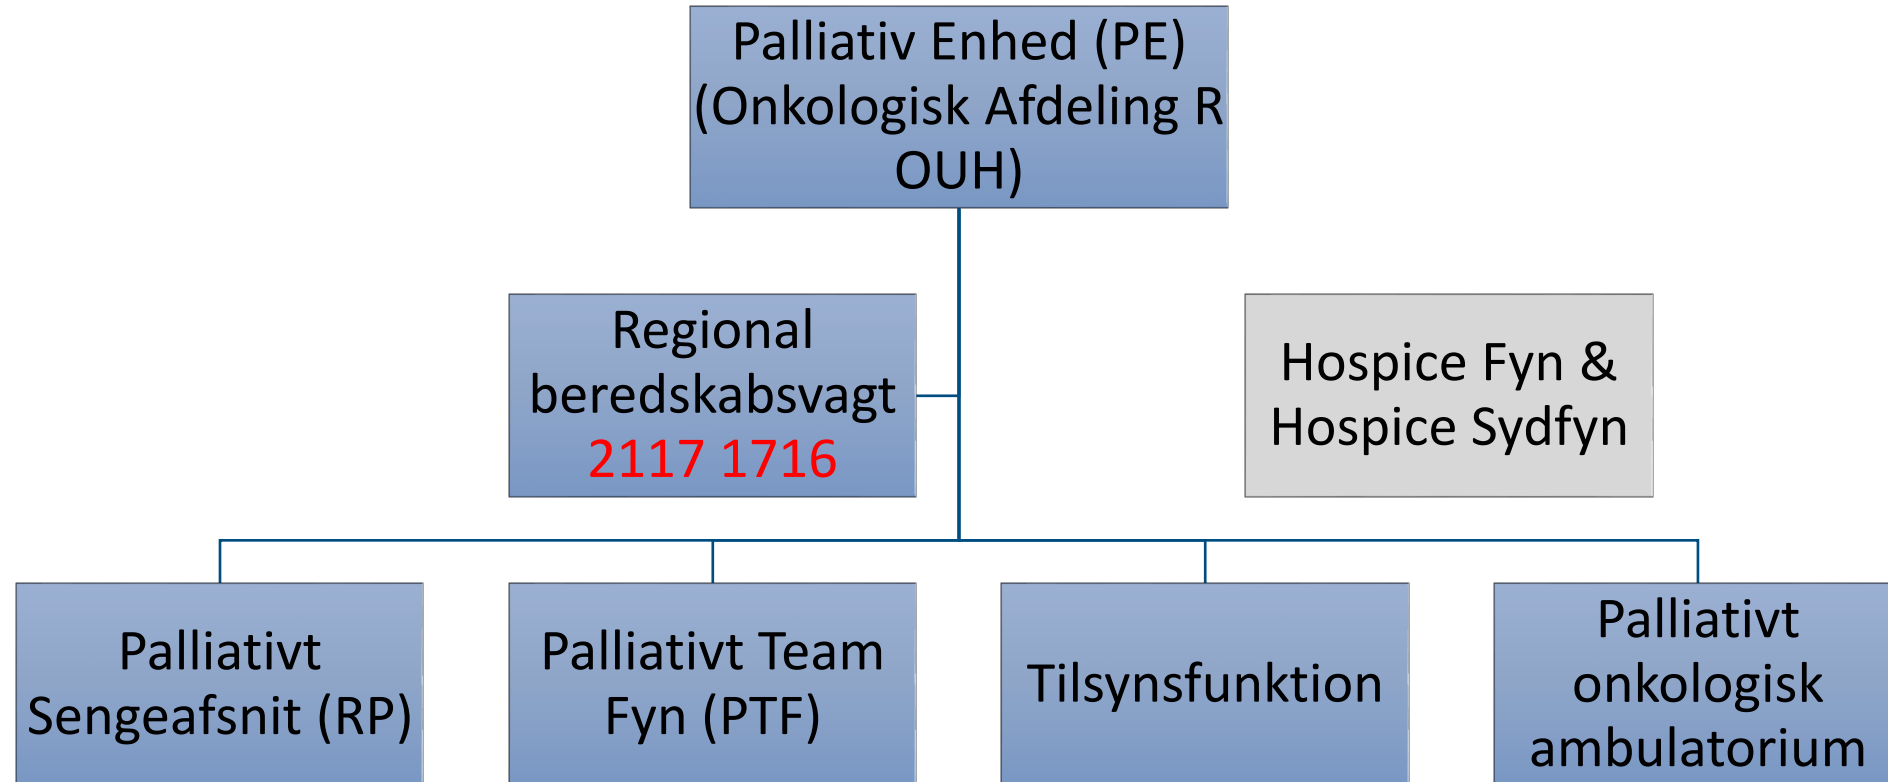 Palliativ Enhed (PE)
(Onkologisk Afdeling R
OUH)
Regional
beredskabsvagt
2117 1716
Hospice Fyn &
Hospice Sydfyn
Palliativt
Sengeafsnit (RP)
Palliativt Team
Fyn (PTF)
Tilsynsfunktion
Palliativt
onkologisk
ambulatorium